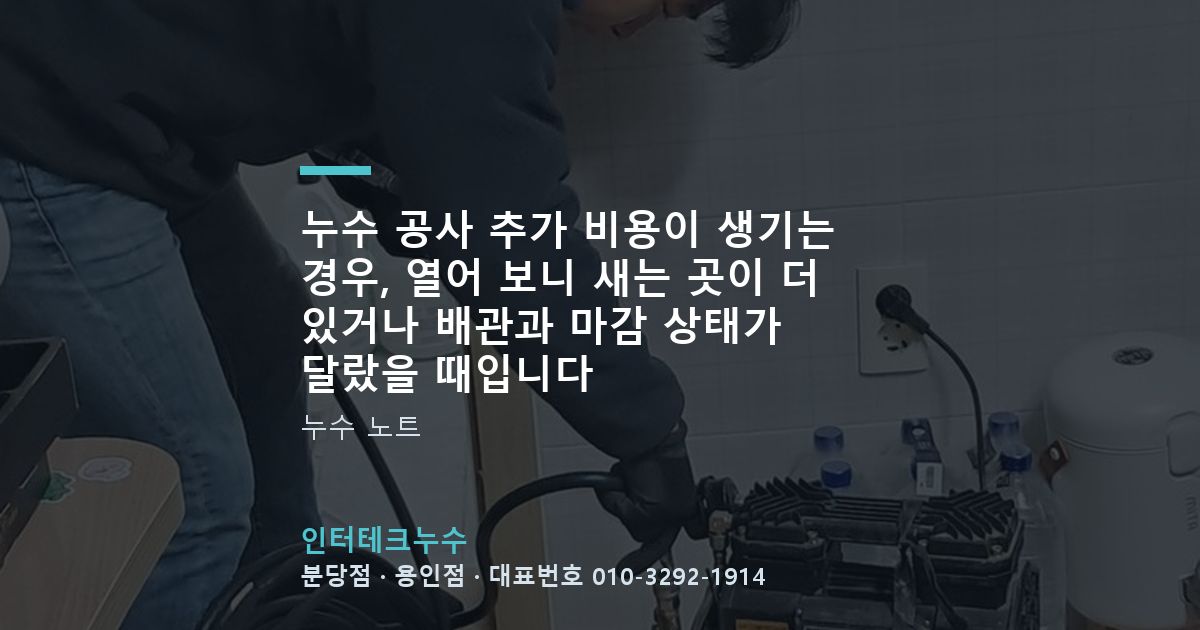 누수 공사 추가 비용이 생기는
경우, 열어 보니 새는 곳이 더
있거나 배관과 마감 상태가
달랐을 때입니다
누수 노트
인터테크누수
분당점 · 용인점 · 대표번호 010-3292-1914